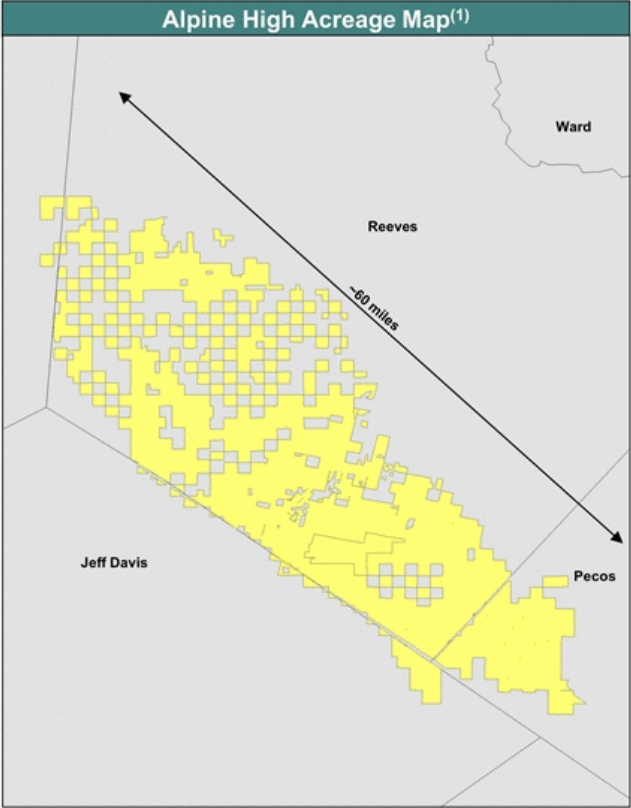 Alpine High Acreage Map(1)
Ward
Reeves
~60 miles
Jeff Davis
Pecos